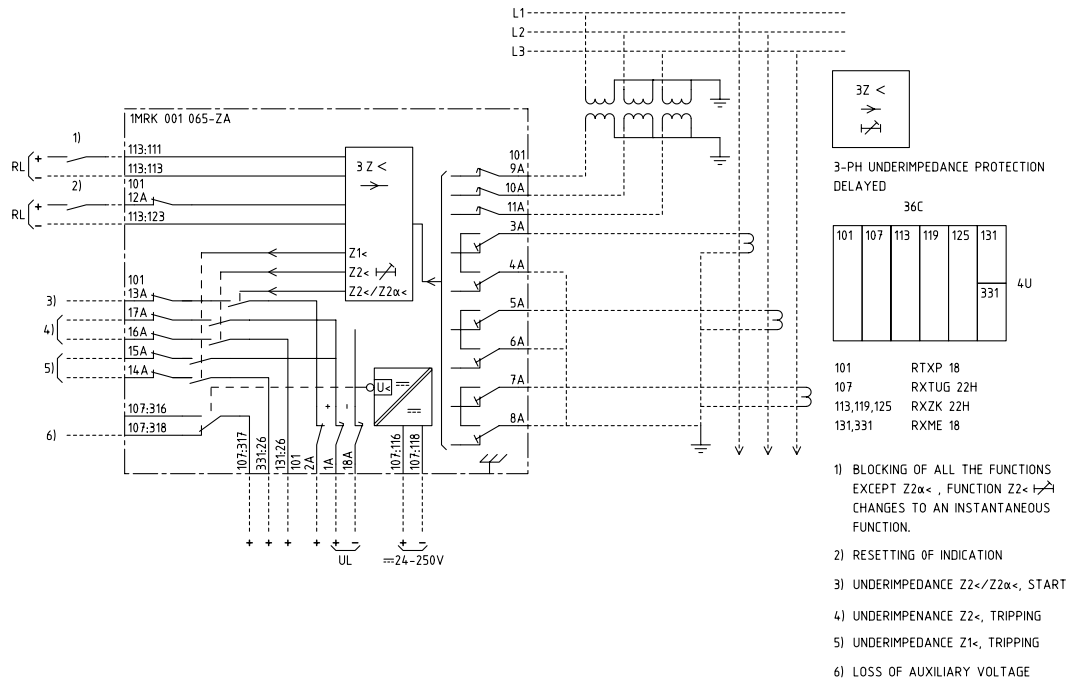 L1
L2
L3
1MRK 001 065-ZA
1)
RL
+
−
113:111
113:113
2)
101
RL
+
−
12A
113:123
3Z <
Z1<
Z2<
Z2</Z2α<
101
13A
3)
17A
4)
16A
15A
5)
14A
107:316
107:318
6)
U<
+
-
101
9A
10A
11A
3A
4A
5A
6A
7A
8A
107:317
331:26
131:26
101
2A
1A
18A
107:116
107:118
+ + + + + − + −
UL
24-250V
3Z <
3-PH UNDERIMPEDANCE PROTECTION
DELAYED
36C
101 107 113 119 125 131
331
4U
101 RTXP 18
107 RXTUG 22H
113,119,125 RXZK 22H
131,331 RXME 18
1) BLOCKING OF ALL THE FUNCTIONS
EXCEPT Z2α< , FUNCTION Z2<
CHANGES TO AN INSTANTANEOUS
FUNCTION.
2) RESETTING OF INDICATION
3) UNDERIMPEDANCE Z2</Z2α<, START
4) UNDERIMPENANCE Z2<, TRIPPING
5) UNDERIMPEDANCE Z1<, TRIPPING
6) LOSS OF AUXILIARY VOLTAGE